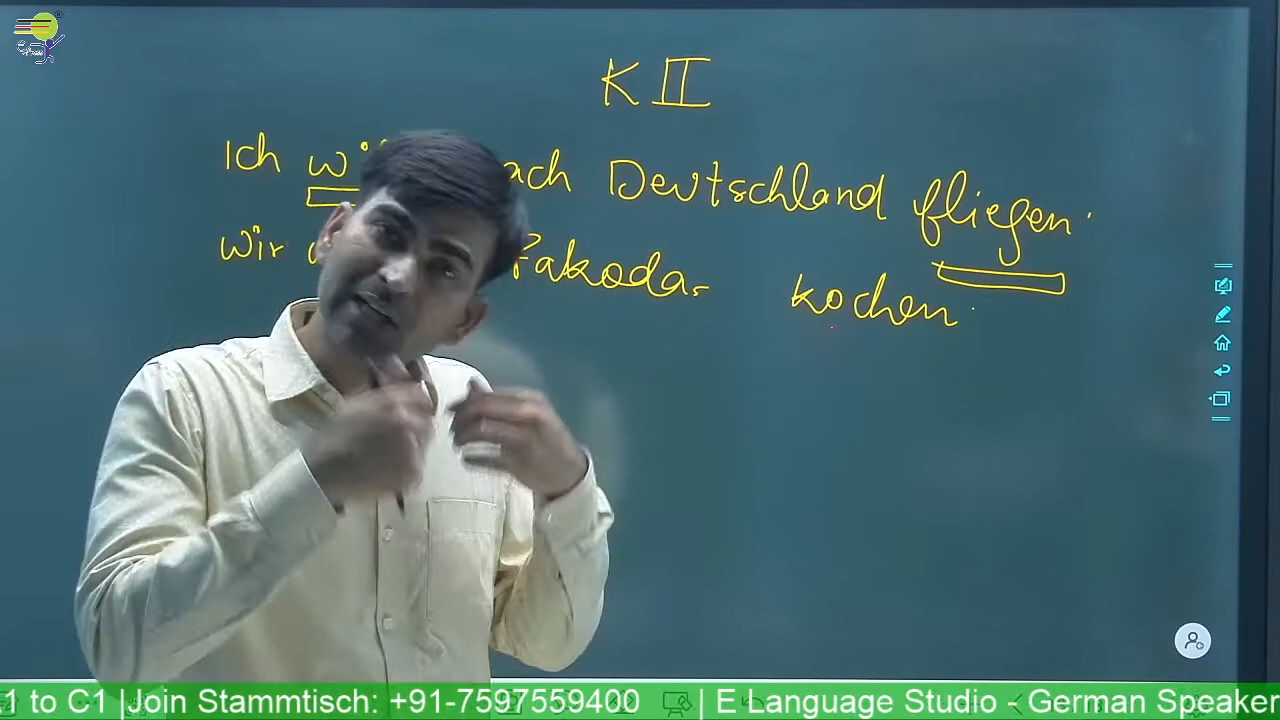 K II
Ich nach Deutschland fliegen.
Wir Pakoda kochen.
1 to C1 |Join Stammtisch: +91-7597559400 | E Language Studio - German Speaker